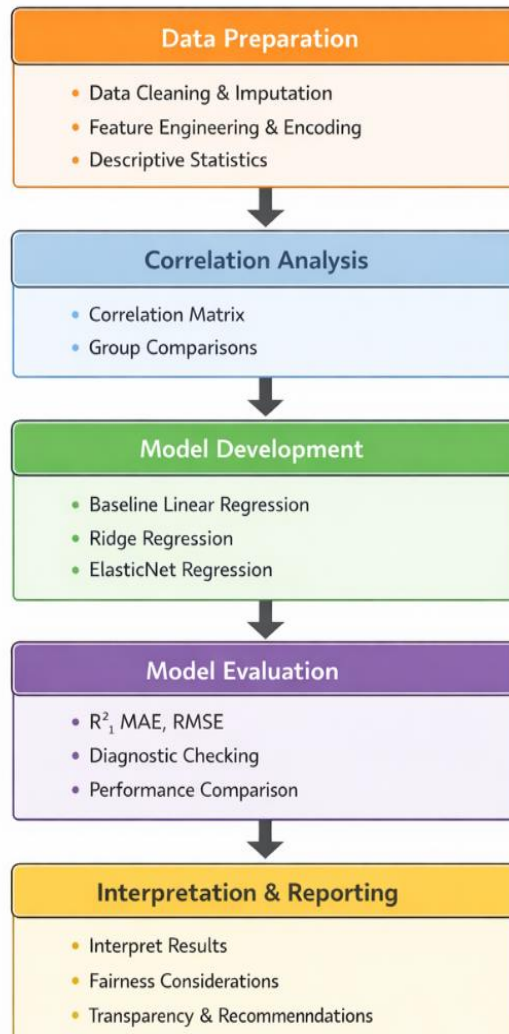 Data Preparation
• Data Cleaning & Imputation
• Feature Engineering & Encoding
• Descriptive Statistics
Correlation Analysis
• Correlation Matrix
• Group Comparisons
Model Development
• Baseline Linear Regression
• Ridge Regression
• ElasticNet Regression
Model Evaluation
• R²₁ MAE, RMSE
• Diagnostic Checking
• Performance Comparison
Interpretation & Reporting
• Interpret Results
• Fairness Considerations
• Transparency & Recommenndations